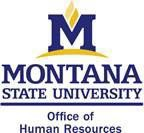 MONTANA
STATE UNIVERSITY
Office of
Human Resources